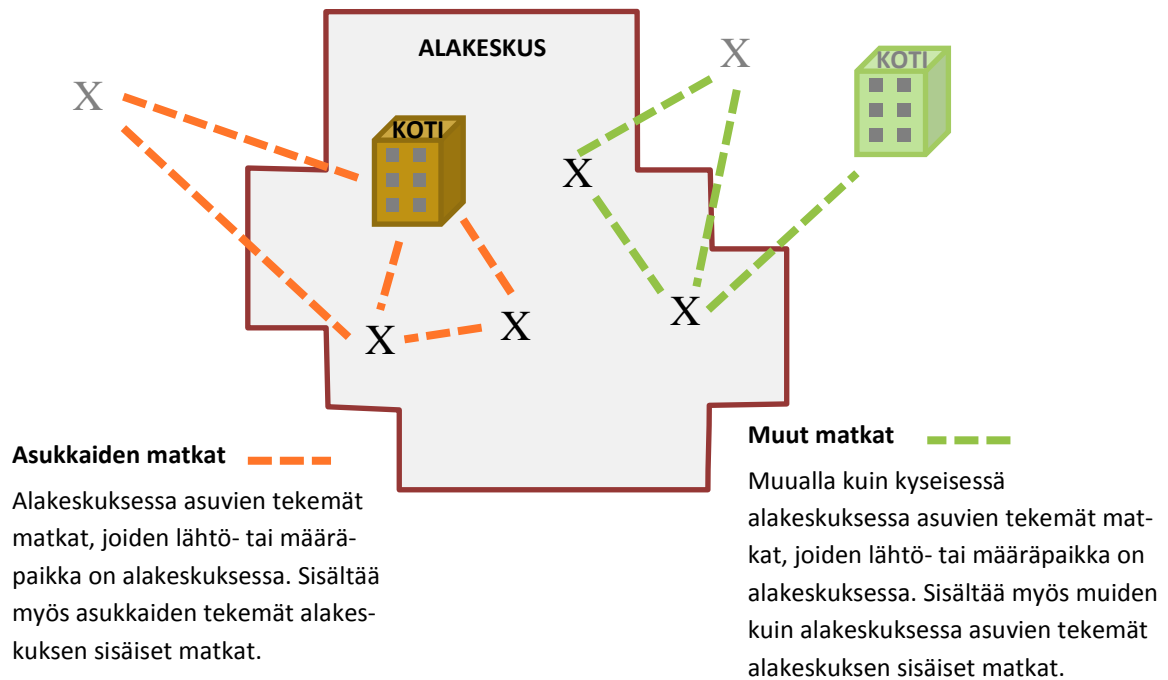 ALAKESKUS
X
KOTI
X
KOTI
X
X
X
X
Asukkaiden matkat
Alakeskuksessa asuvien tekemät
matkat, joiden lähtö- tai määrä-
paikka on alakeskuksessa. Sisältää
myös asukkaiden tekemät alakes-
kuksen sisäiset matkat.
Muut matkat
Muualla kuin kyseisessä
alakeskuksessa asuvien tekemät mat-
kat, joiden lähtö- tai määräpaikka on
alakeskuksessa. Sisältää myös muiden
kuin alakeskuksessa asuvien tekemät
alakeskuksen sisäiset matkat.